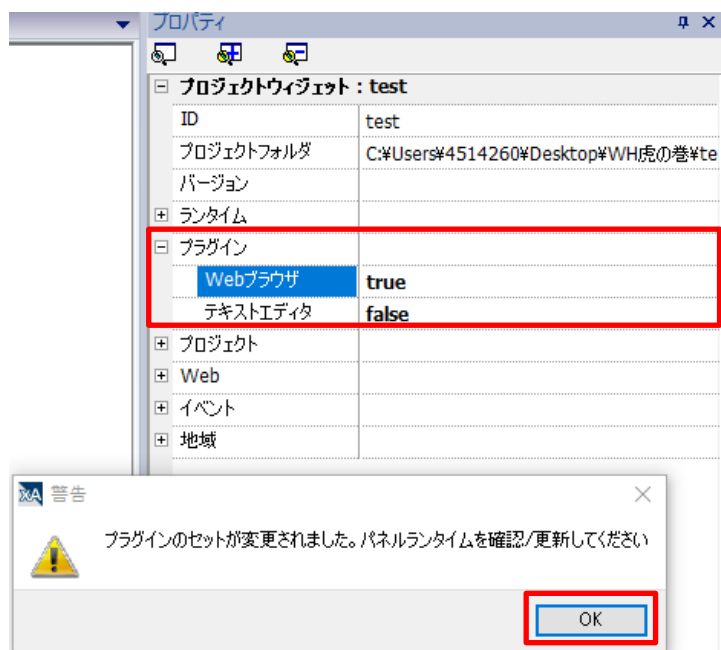 プロパティ
プロジェクトウィジェット : test
ID test
プロジェクトフォルダ C:¥Users¥4514260¥Desktop¥WH虎の巻¥te
バージョン
ランタイム
プラグイン
Webブラウザ true
テキストエディタ false
プロジェクト
Web
イベント
地域
XA 警告
プラグインのセットが変更されました。パネルランタイムを確認/更新してください
OK